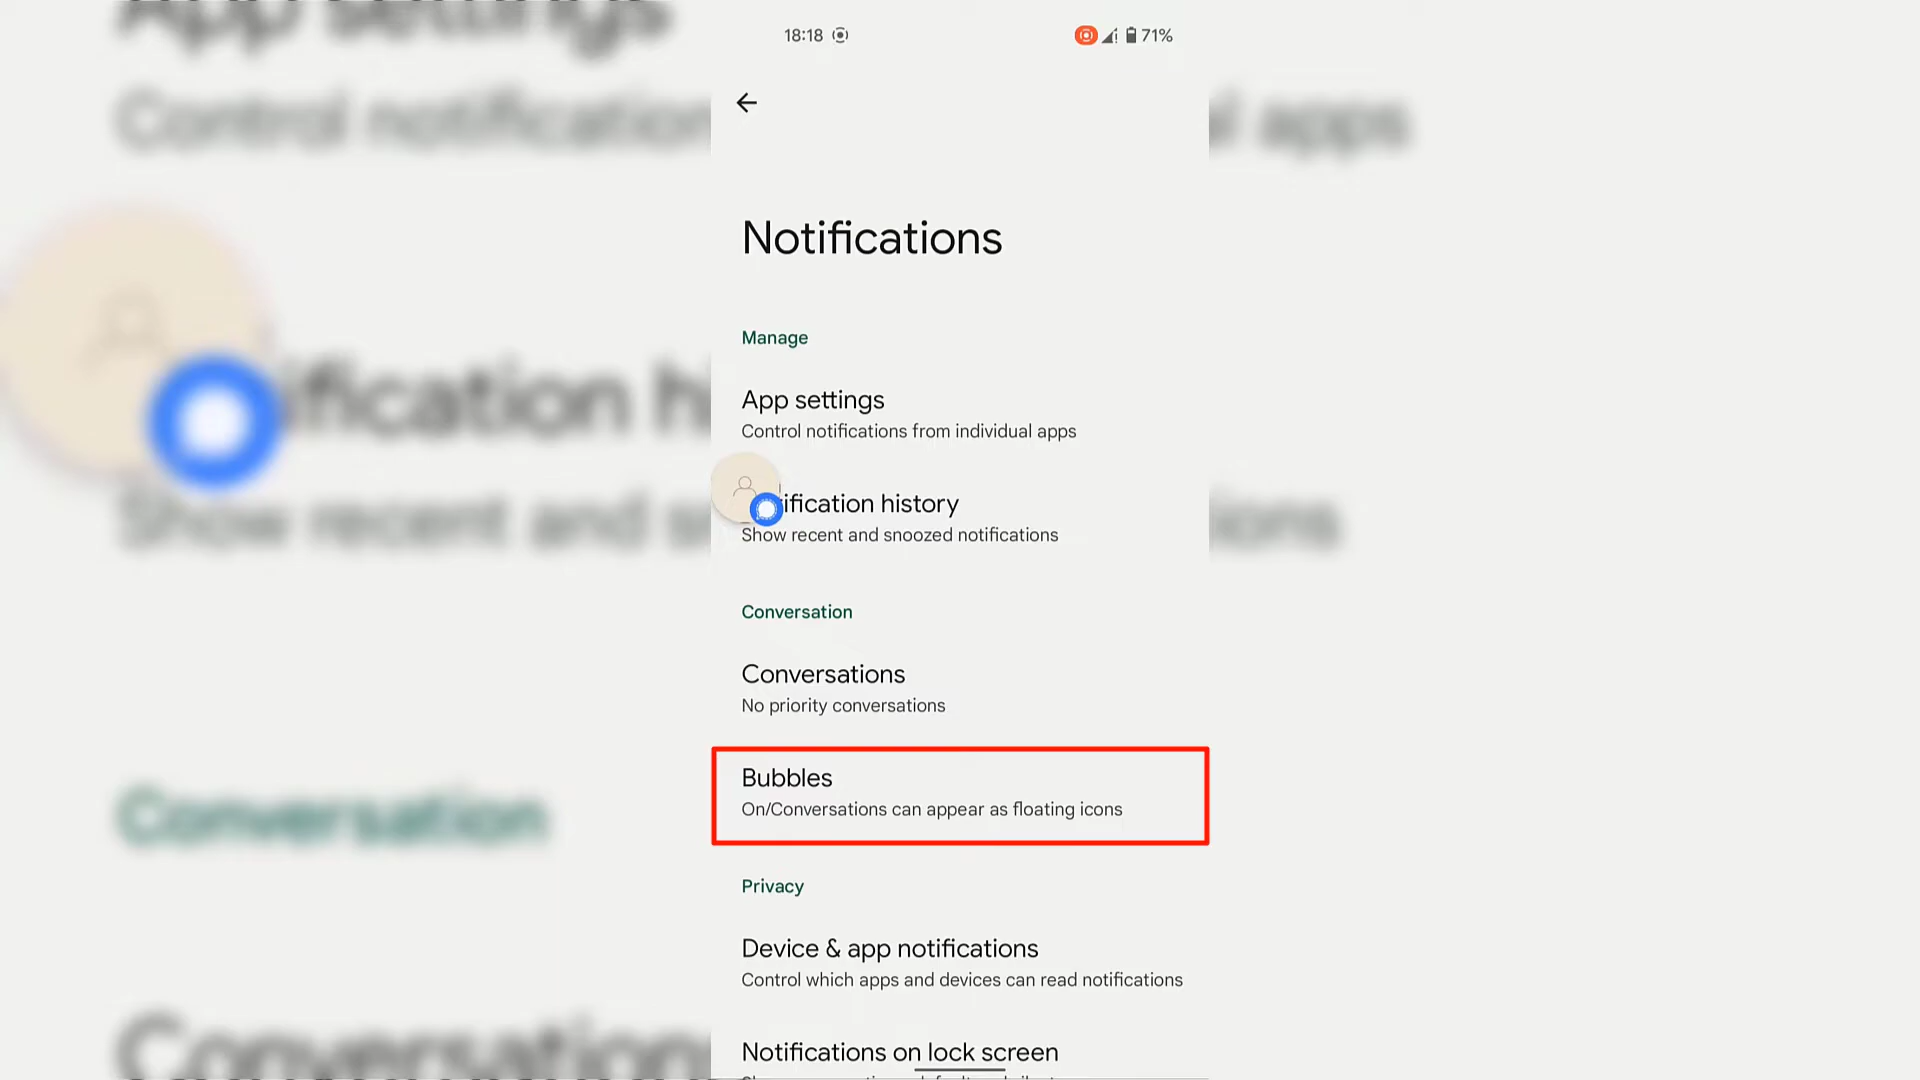 18:18
71%
Notifications
Manage
App settings
Control notifications from individual apps
ification history
Show recent and snoozed notifications
Conversation
Conversations
No priority conversations
Bubbles
On/Conversations can appear as floating icons
Privacy
Device & app notifications
Control which apps and devices can read notifications
Notifications on lock screen